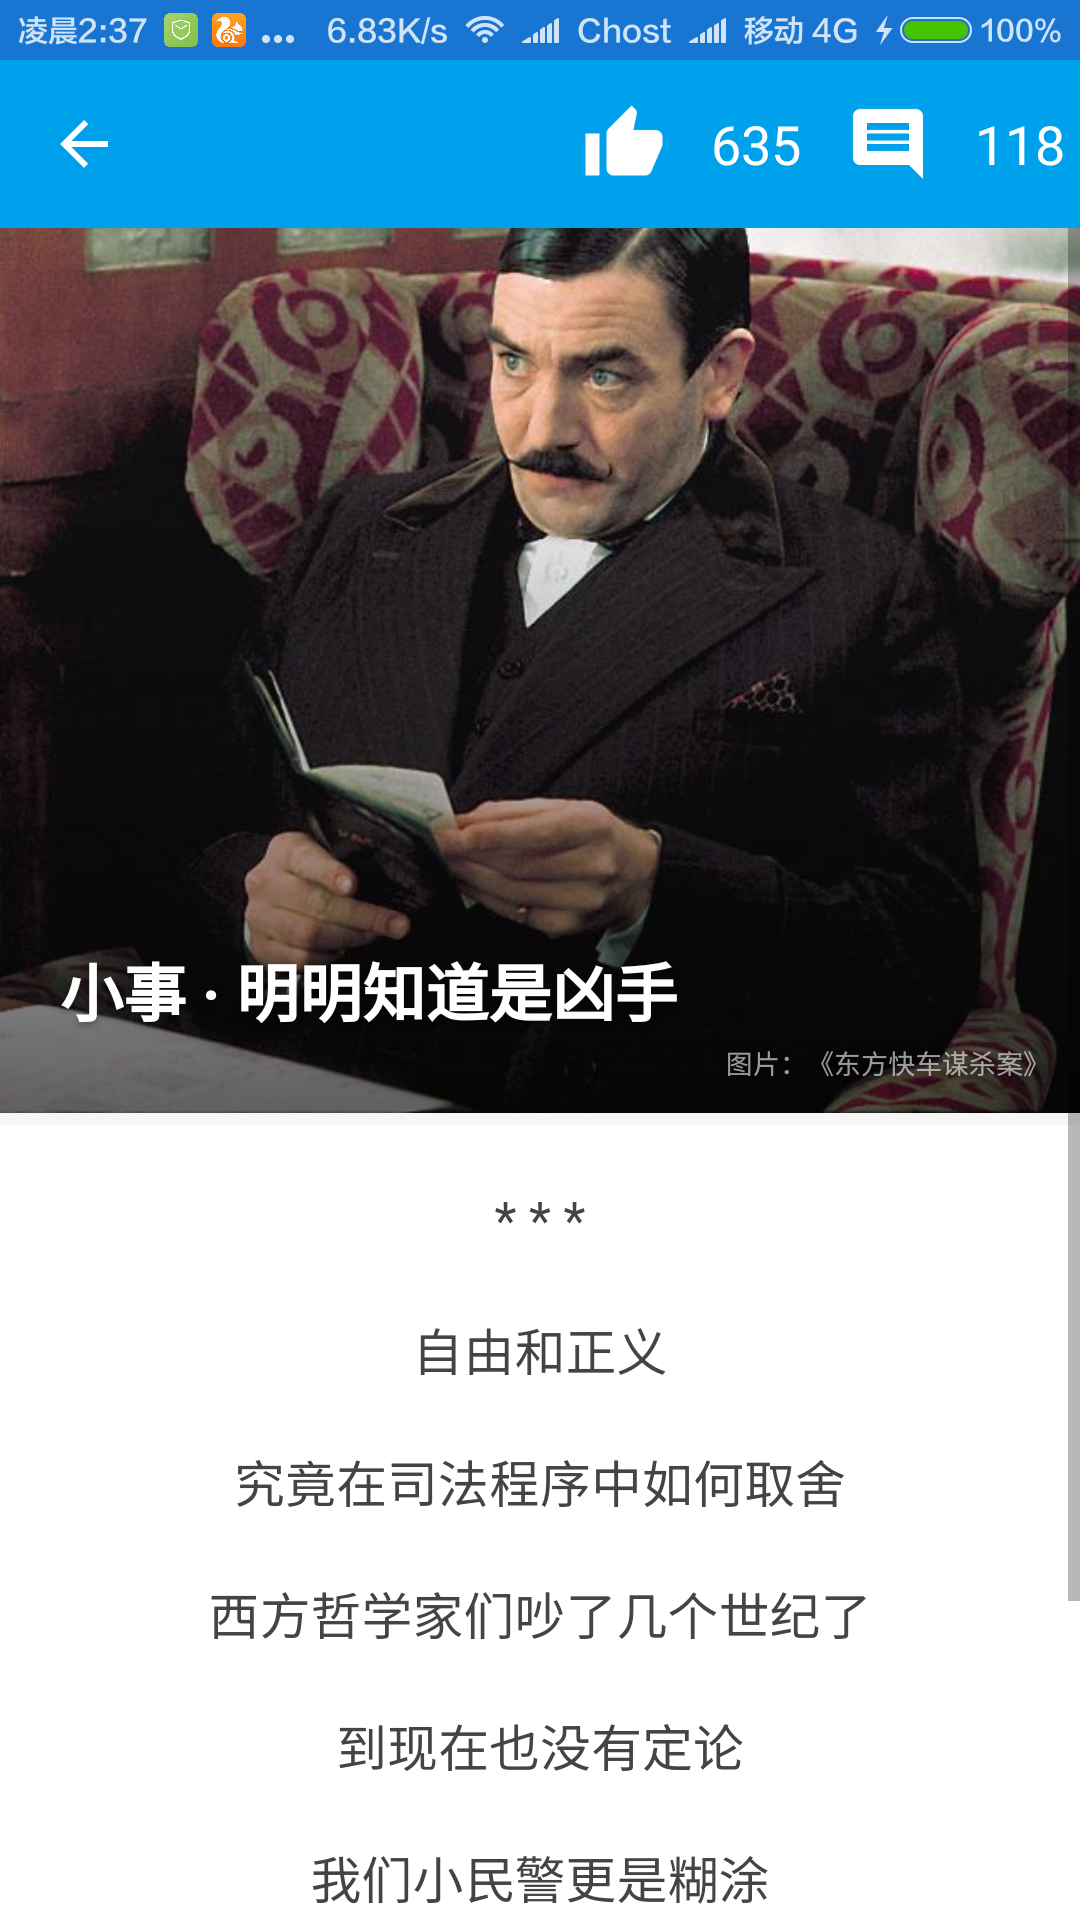 凌晨2:37 ... 6.83K/s Chost 移动 4G 100%
635 118
小事 · 明明知道是凶手
图片：《东方快车谋杀案》
* * *
自由和正义
究竟在司法程序中如何取舍
西方哲学家们吵了几个世纪了
到现在也没有定论
我们小民警更是糊涂